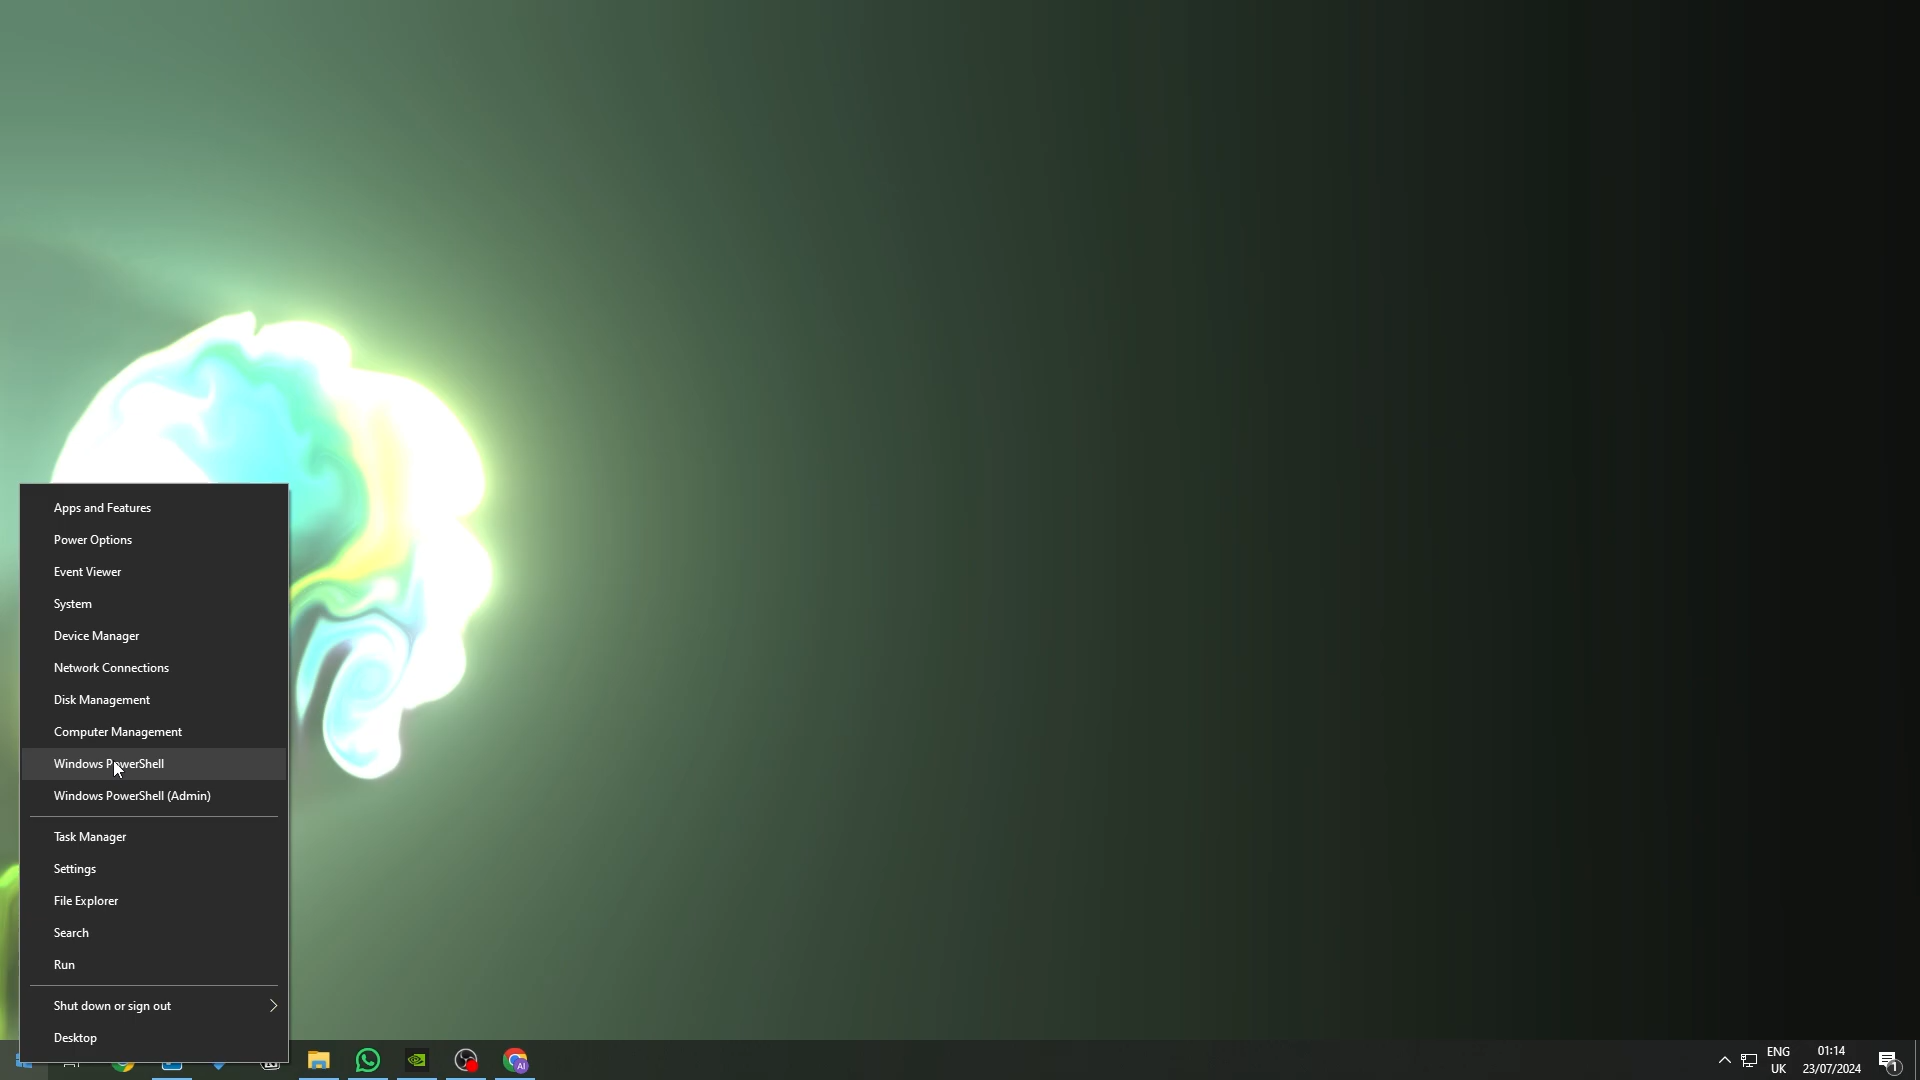 Apps and Features
Power Options
Event Viewer
System
Device Manager
Network Connections
Disk Management
Computer Management
Windows PowerShell
Windows PowerShell (Admin)
Task Manager
Settings
File Explorer
Search
Run
Shut down or sign out
Desktop
AI
ENG
UK
01:14
23/07/2024
1